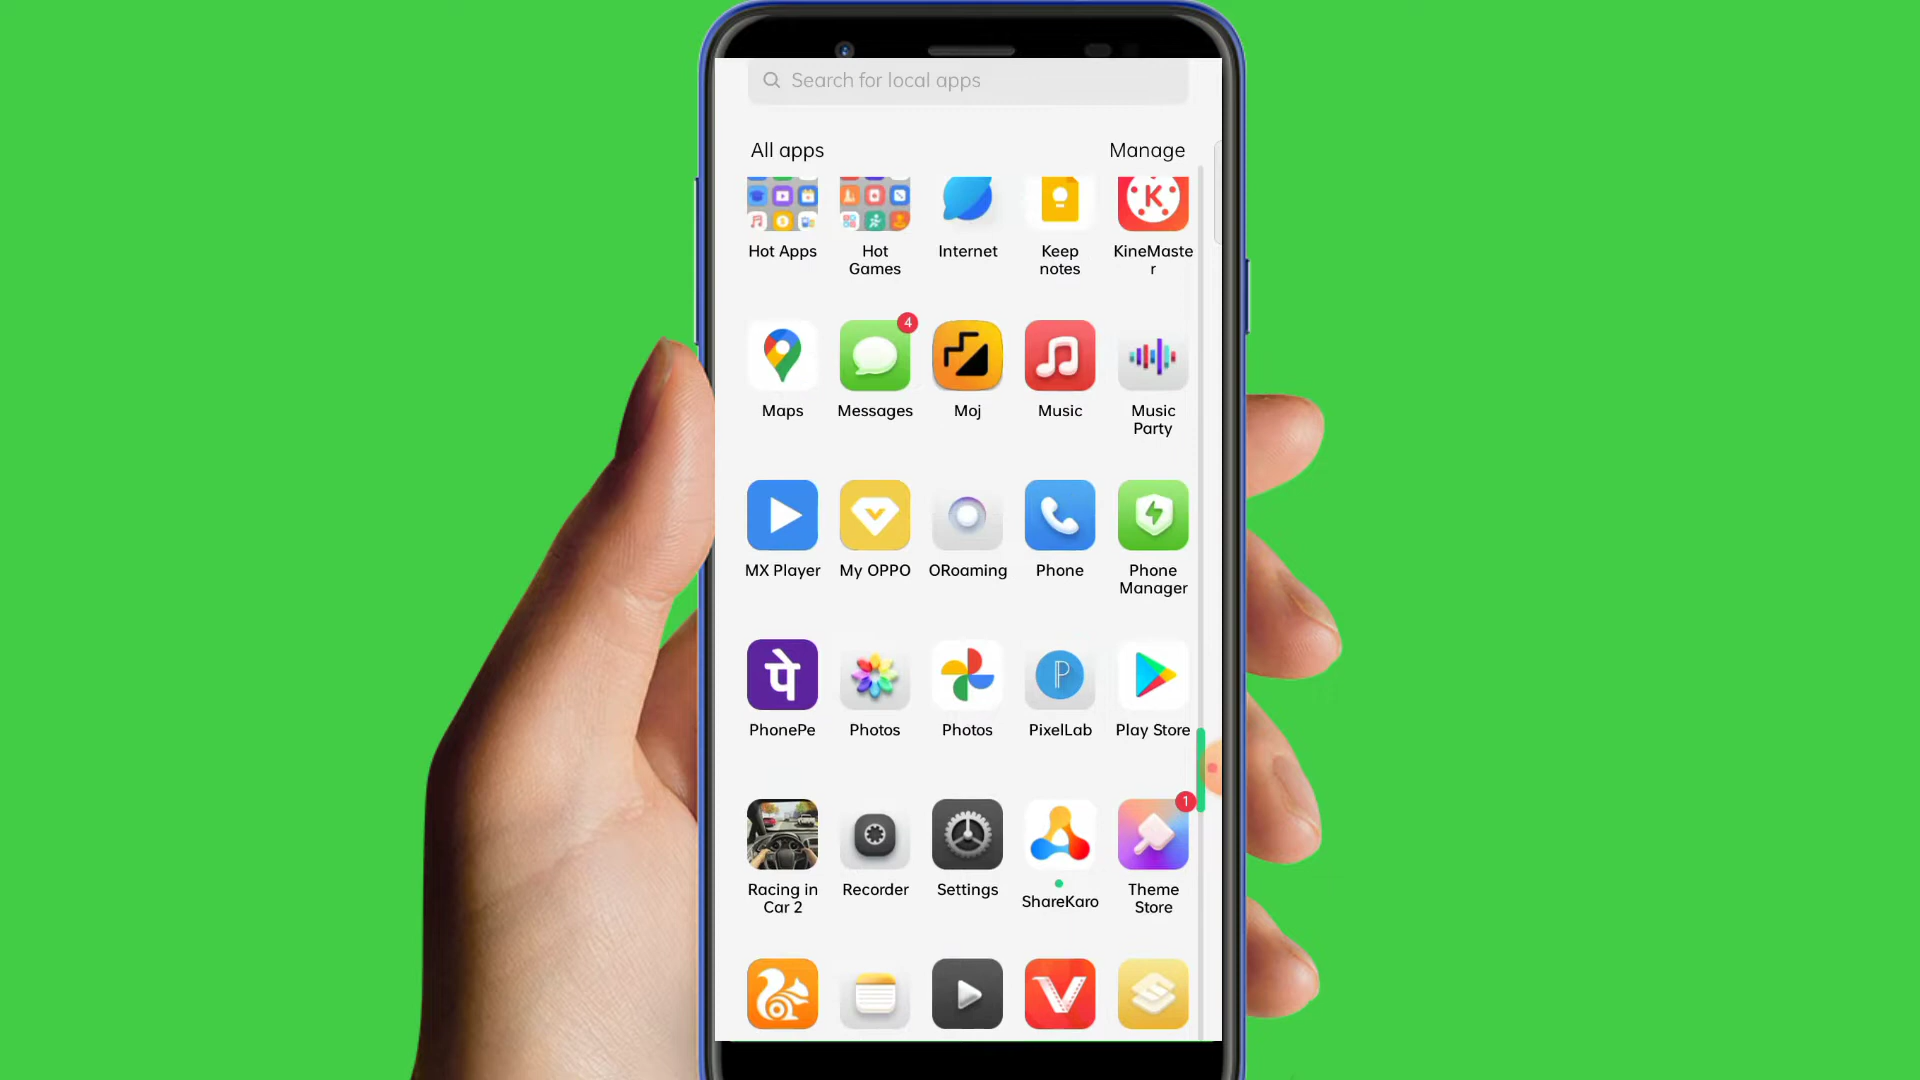 Search for local apps
All apps
Manage
Hot Apps
Hot
Games
Internet
Keep
notes
K
KineMaste
r
4
Maps
Messages
Moj
Music
Music
Party
MX Player
My OPPO
ORoaming
Phone
Phone
Manager
पे
P
PhonePe
Photos
Photos
PixelLab
Play Store
1
Racing in
Car 2
Recorder
Settings
ShareKaro
Theme
Store